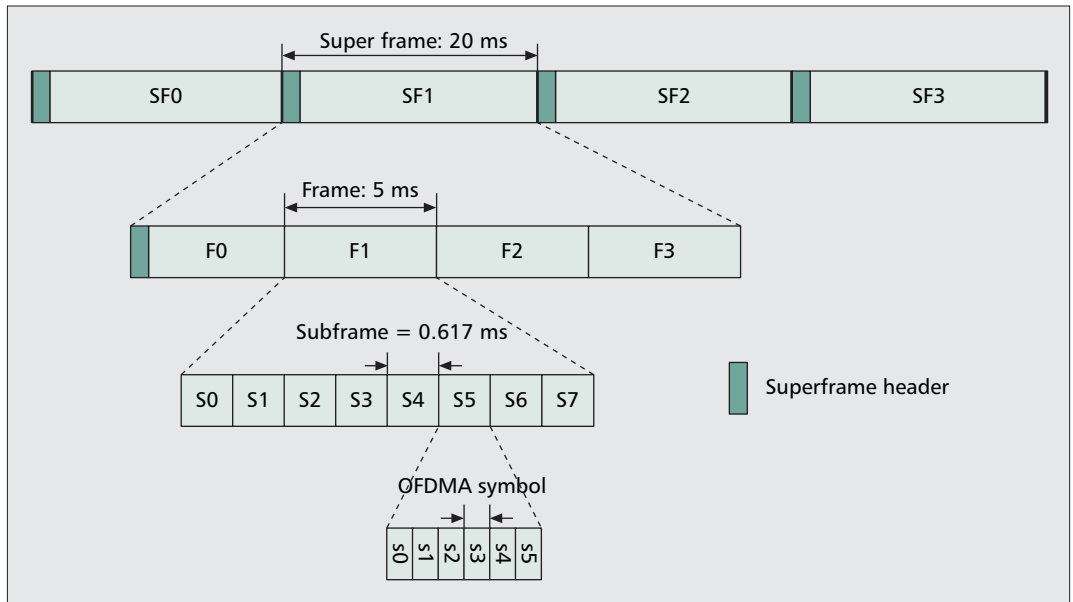 Super frame: 20 ms
SF0 SF1 SF2 SF3
Frame: 5 ms
F0 F1 F2 F3
Subframe = 0.617 ms
S0 S1 S2 S3 S4 S5 S6 S7
Superframe header
OFDMA symbol
s0 s1 s2 s3 s4 s5